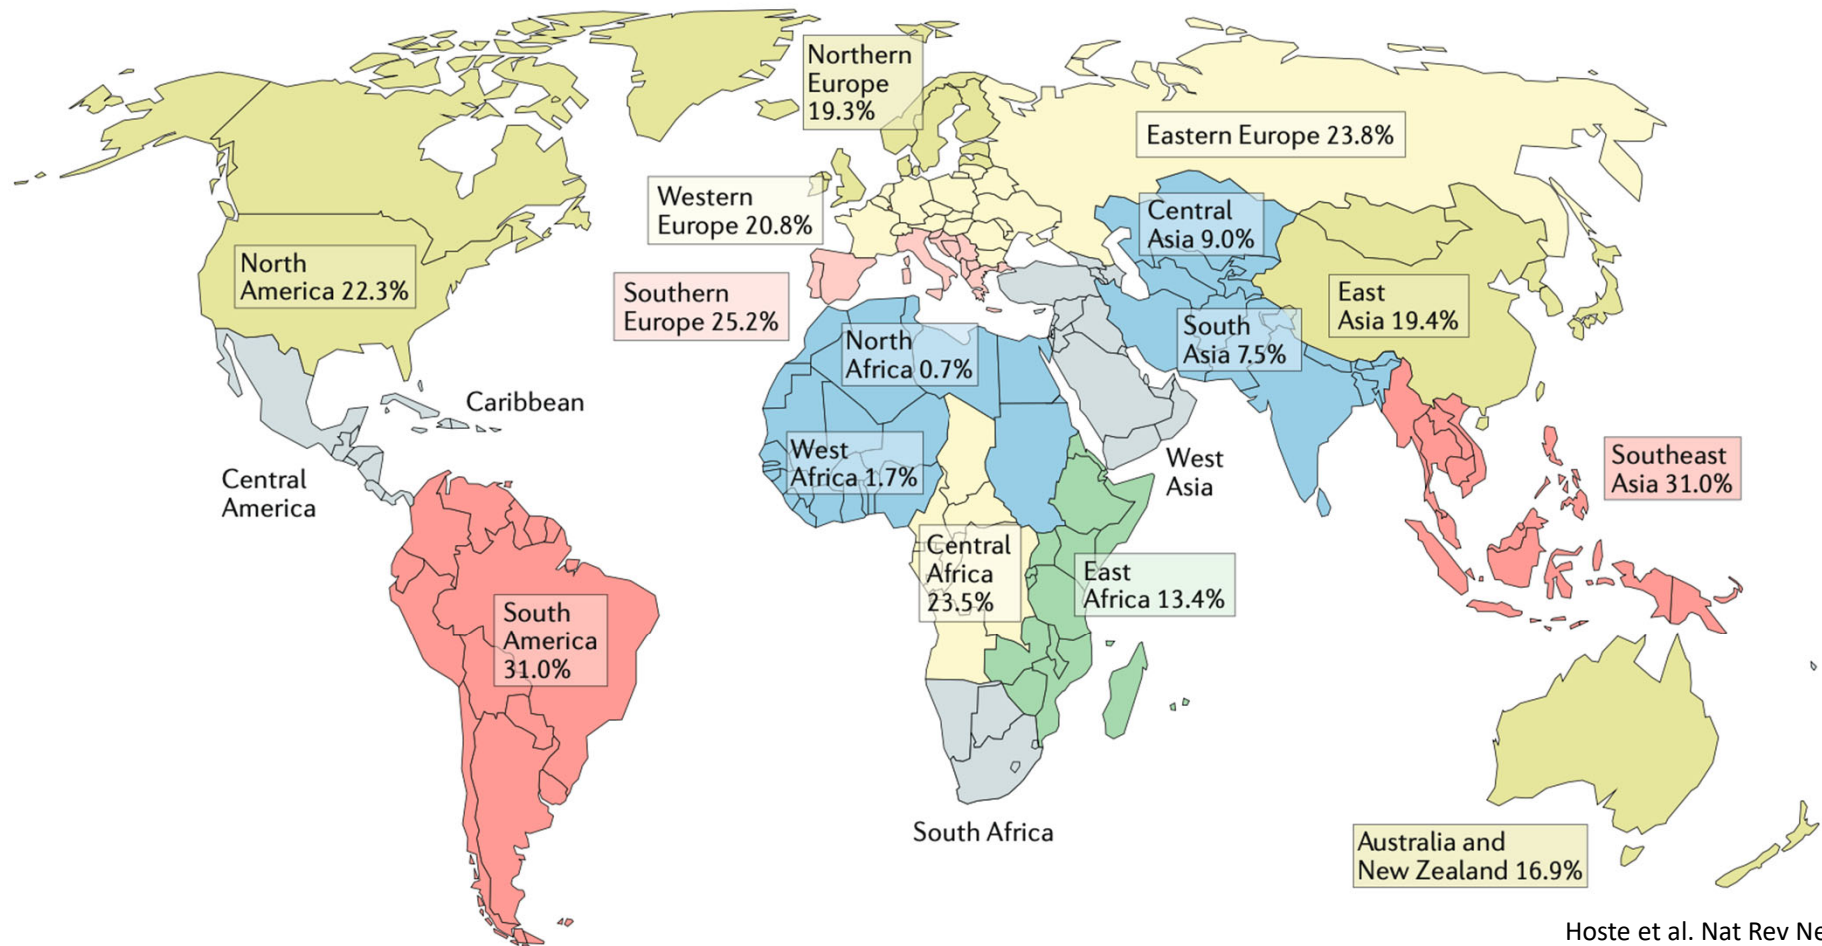 Northern
Europe
19.3%
Eastern Europe 23.8%
Western
Europe 20.8%
Central
Asia 9.0%
North
America 22.3%
Southern
Europe 25.2%
East
Asia 19.4%
South
Asia 7.5%
North
Africa 0.7%
Caribbean
West
Africa 1.7%
West
Asia
Southeast
Asia 31.0%
Central
America
Central
Africa
23.5%
East
Africa 13.4%
South
America
31.0%
South Africa
Australia and
New Zealand 16.9%
Hoste et al. Nat Rev Ne